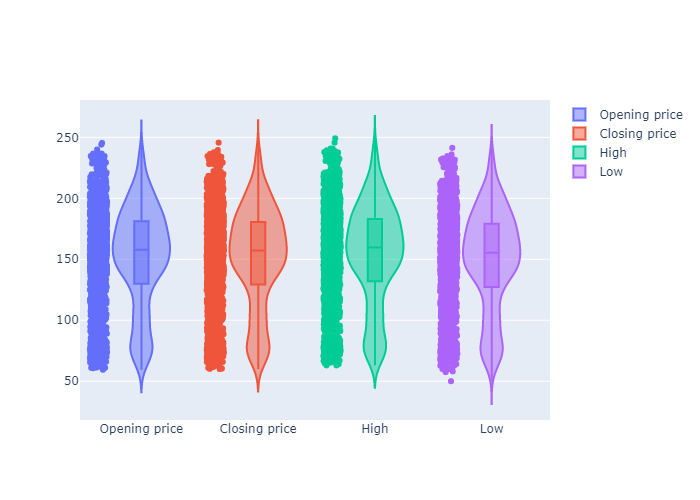 Opening price
Closing price
High
Low
250
200
150
100
50
Opening price
Closing price
High
Low